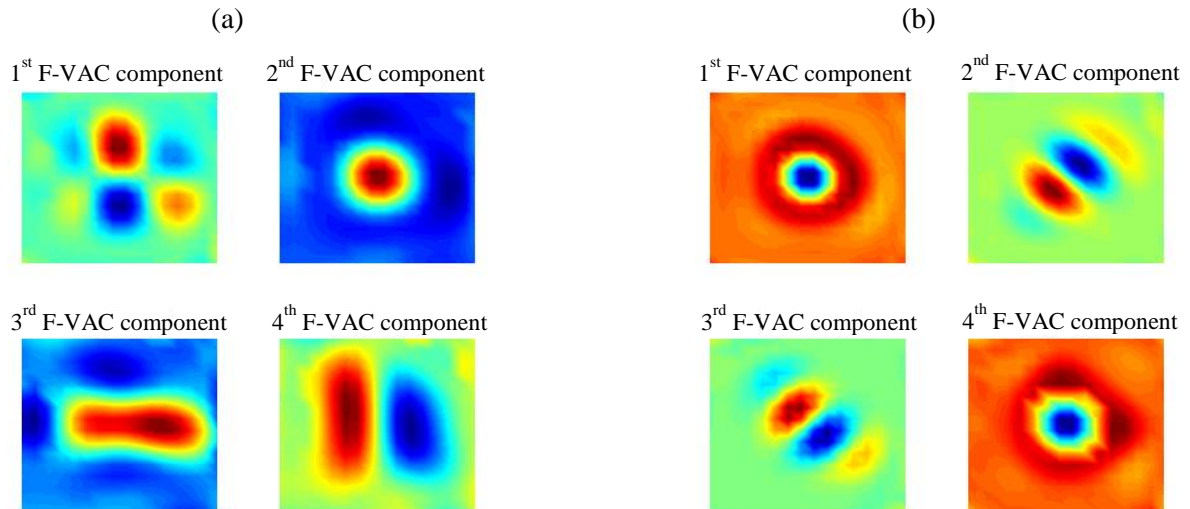 (a) (b)
1st F-VAC component 2nd F-VAC component 1st F-VAC component 2nd F-VAC component
3rd F-VAC component 4th F-VAC component 3rd F-VAC component 4th F-VAC component